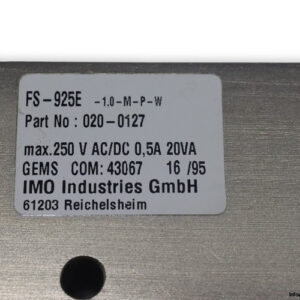 FS-925E -1.0-M-P-W
Part No : 020-0127
max.250 V AC/DC 0,5A 20VA
GEMS COM: 43067 16 /95
IMO Industries GmbH
61203 Reichelsheim